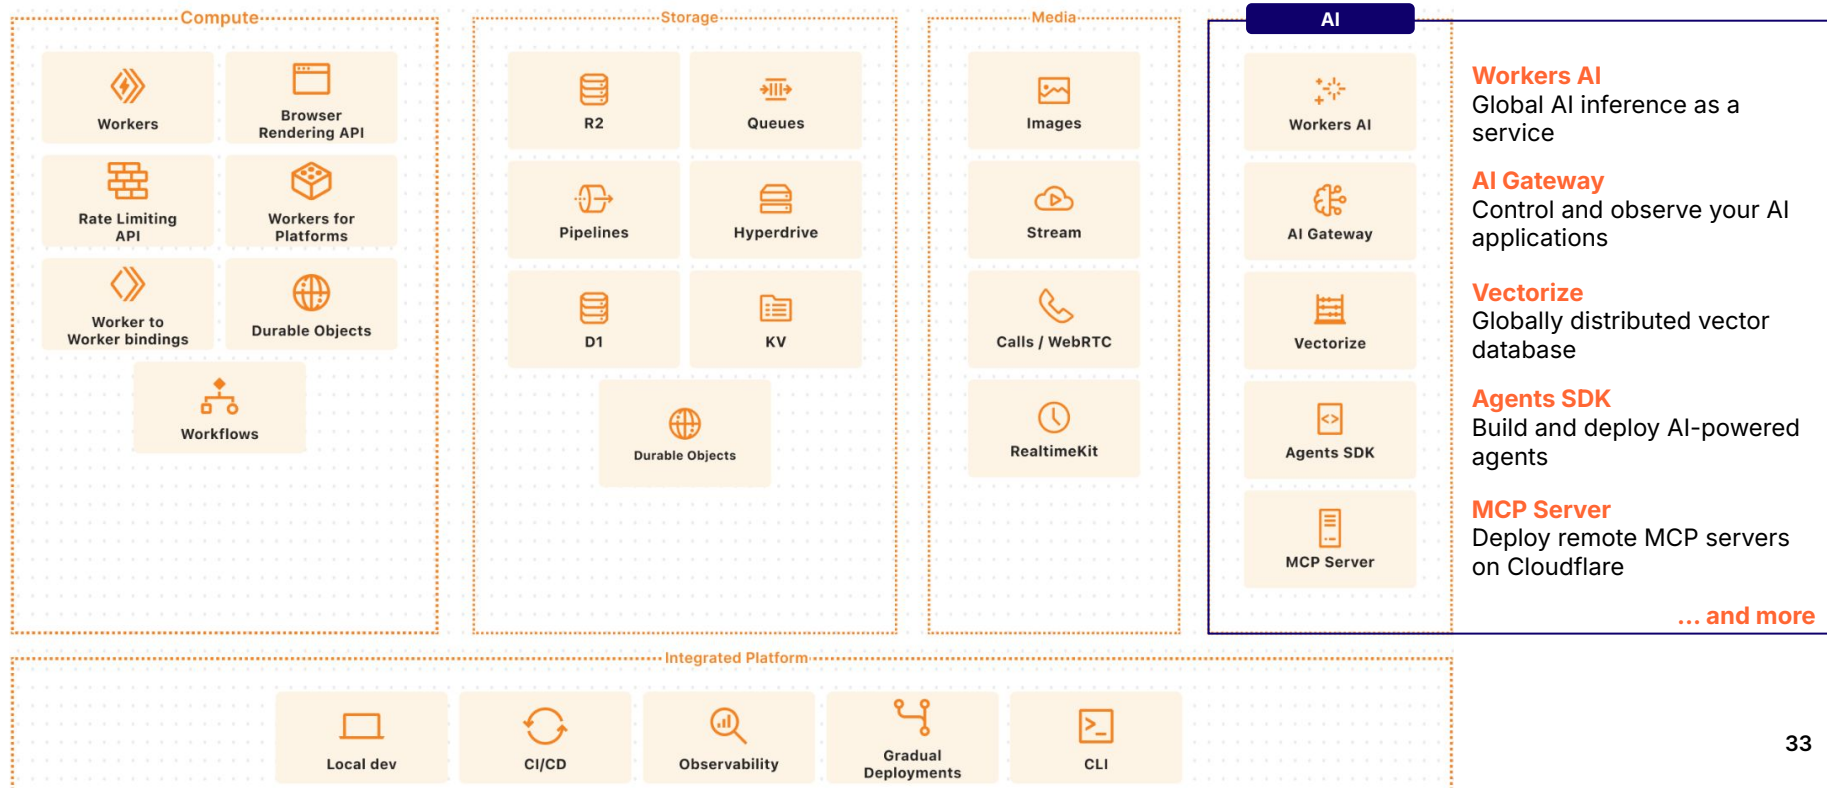 Compute
Workers
Browser
Rendering API
Rate Limiting
API
Workers for
Platforms
Worker to
Worker bindings
Durable Objects
Workflows
Storage
R2
Queues
Pipelines
Hyperdrive
D1
KV
Durable Objects
Media
Images
Stream
Calls / WebRTC
RealtimeKit
AI
Workers AI
AI Gateway
Vectorize
Agents SDK
MCP Server
Workers AI
Global AI inference as a
service
AI Gateway
Control and observe your AI
applications
Vectorize
Globally distributed vector
database
Agents SDK
Build and deploy AI-powered
agents
MCP Server
Deploy remote MCP servers
on Cloudflare
... and more
Integrated Platform
Local dev
CI/CD
Observability
Gradual
Deployments
CLI
33